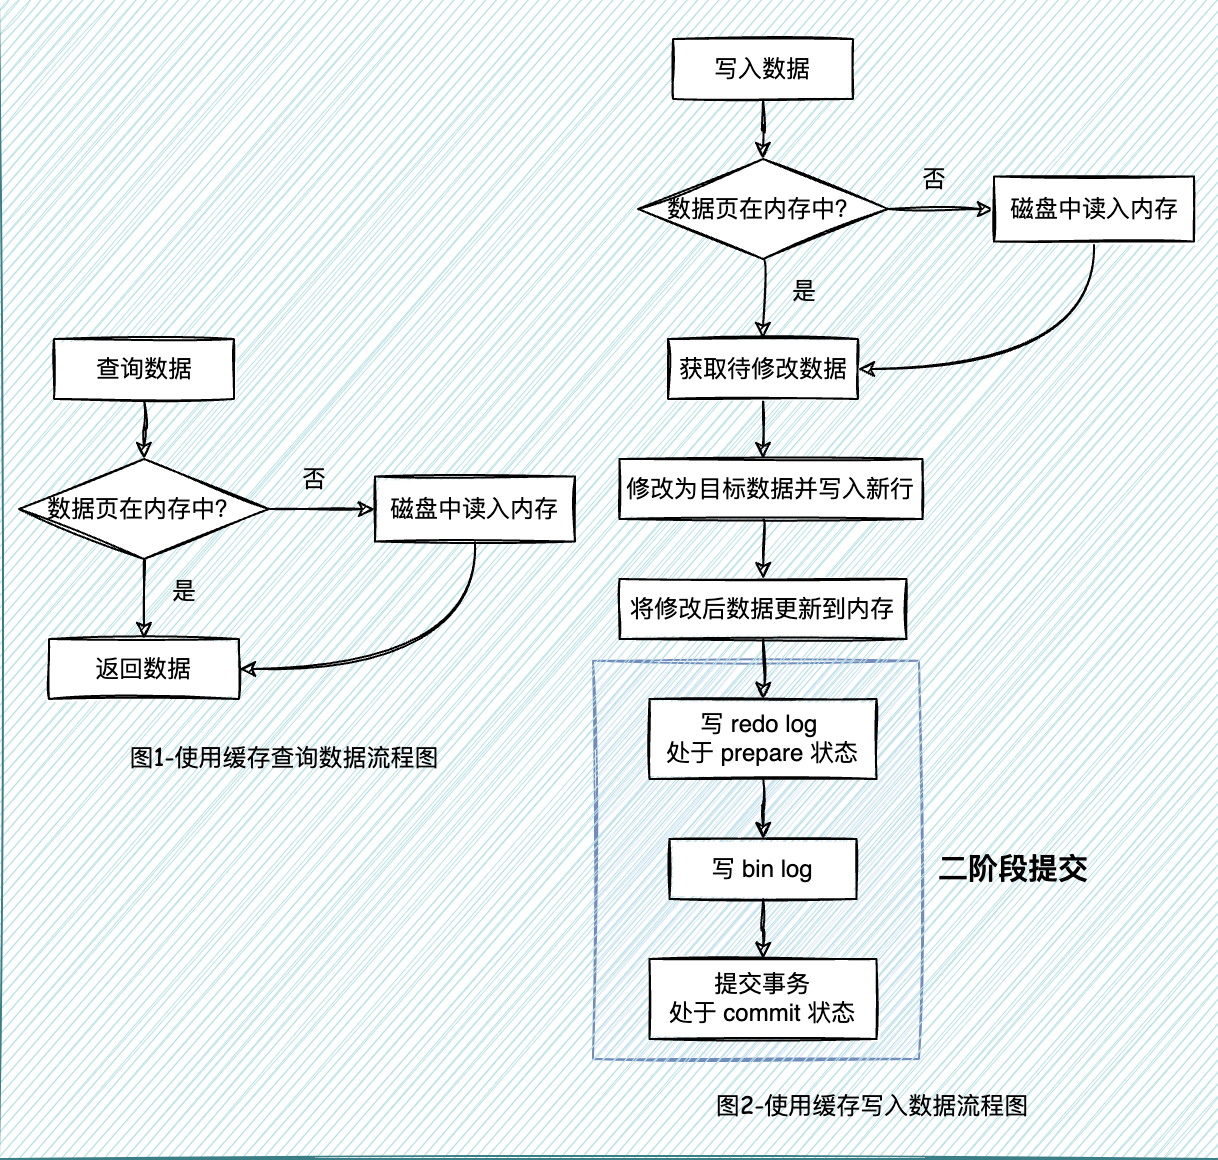 查询数据
数据页在内存中?
否
磁盘中读入内存
是
返回数据
图1-使用缓存查询数据流程图
写入数据
数据页在内存中?
否
磁盘中读入内存
是
获取待修改数据
修改为目标数据并写入新行
将修改后数据更新到内存
写 redo log
处于 prepare 状态
写 bin log
二阶段提交
提交事务
处于 commit 状态
图2-使用缓存写入数据流程图